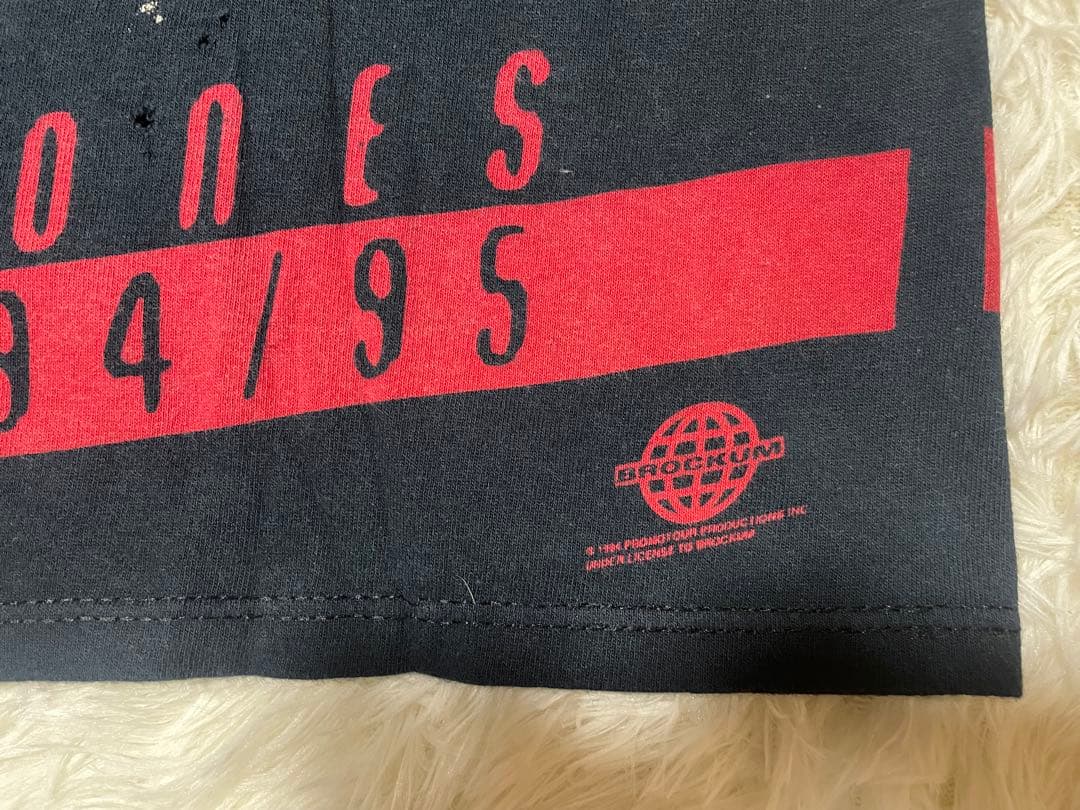 ONES
94/95
BROCKUM
© 1994 PROMOTOUR PRODUCTIONS INC
UNDER LICENSE TO BROCKUM